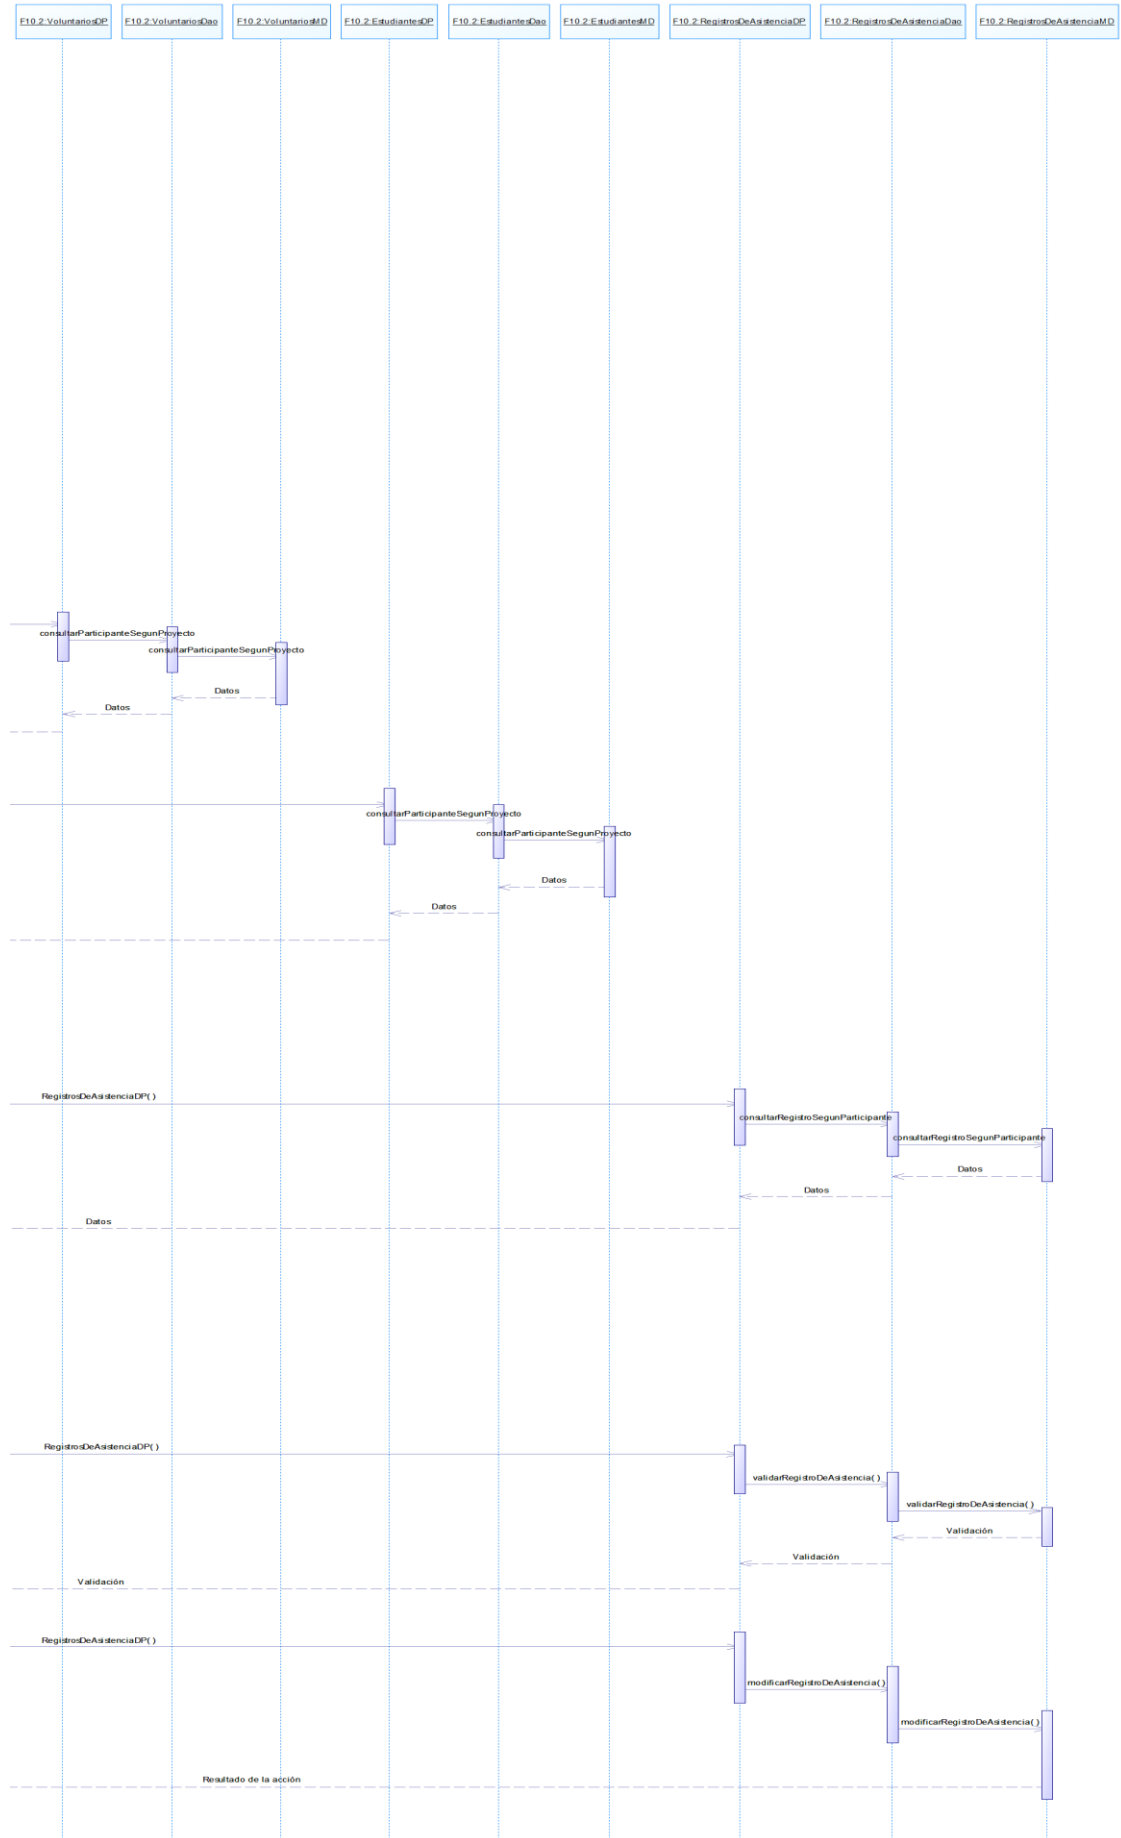 F10.2:VoluntariosDP
F10.2:VoluntariosDao
F10.2:VoluntariosMD
F10.2:EstudiantesDP
F10.2:EstudiantesDao
F10.2:EstudiantesMD
F10.2:RegistrosDeAsistenciaDP
F10.2:RegistrosDeAsistenciaDao
F10.2:RegistrosDeAsistenciaMD
consultarParticipanteSegunProyecto
consultarParticipanteSegunProyecto
Datos
Datos
consultarParticipanteSegunProyecto
consultarParticipanteSegunProyecto
Datos
Datos
RegistrosDeAsistenciaDP( )
consultarRegistroSegunParticipante
consultarRegistroSegunParticipante
Datos
Datos
Datos
RegistrosDeAsistenciaDP( )
validarRegistroDeAsistencia( )
validarRegistroDeAsistencia( )
Validación
Validación
Validación
RegistrosDeAsistenciaDP( )
modificarRegistroDeAsistencia( )
modificarRegistroDeAsistencia( )
Resultado de la acción